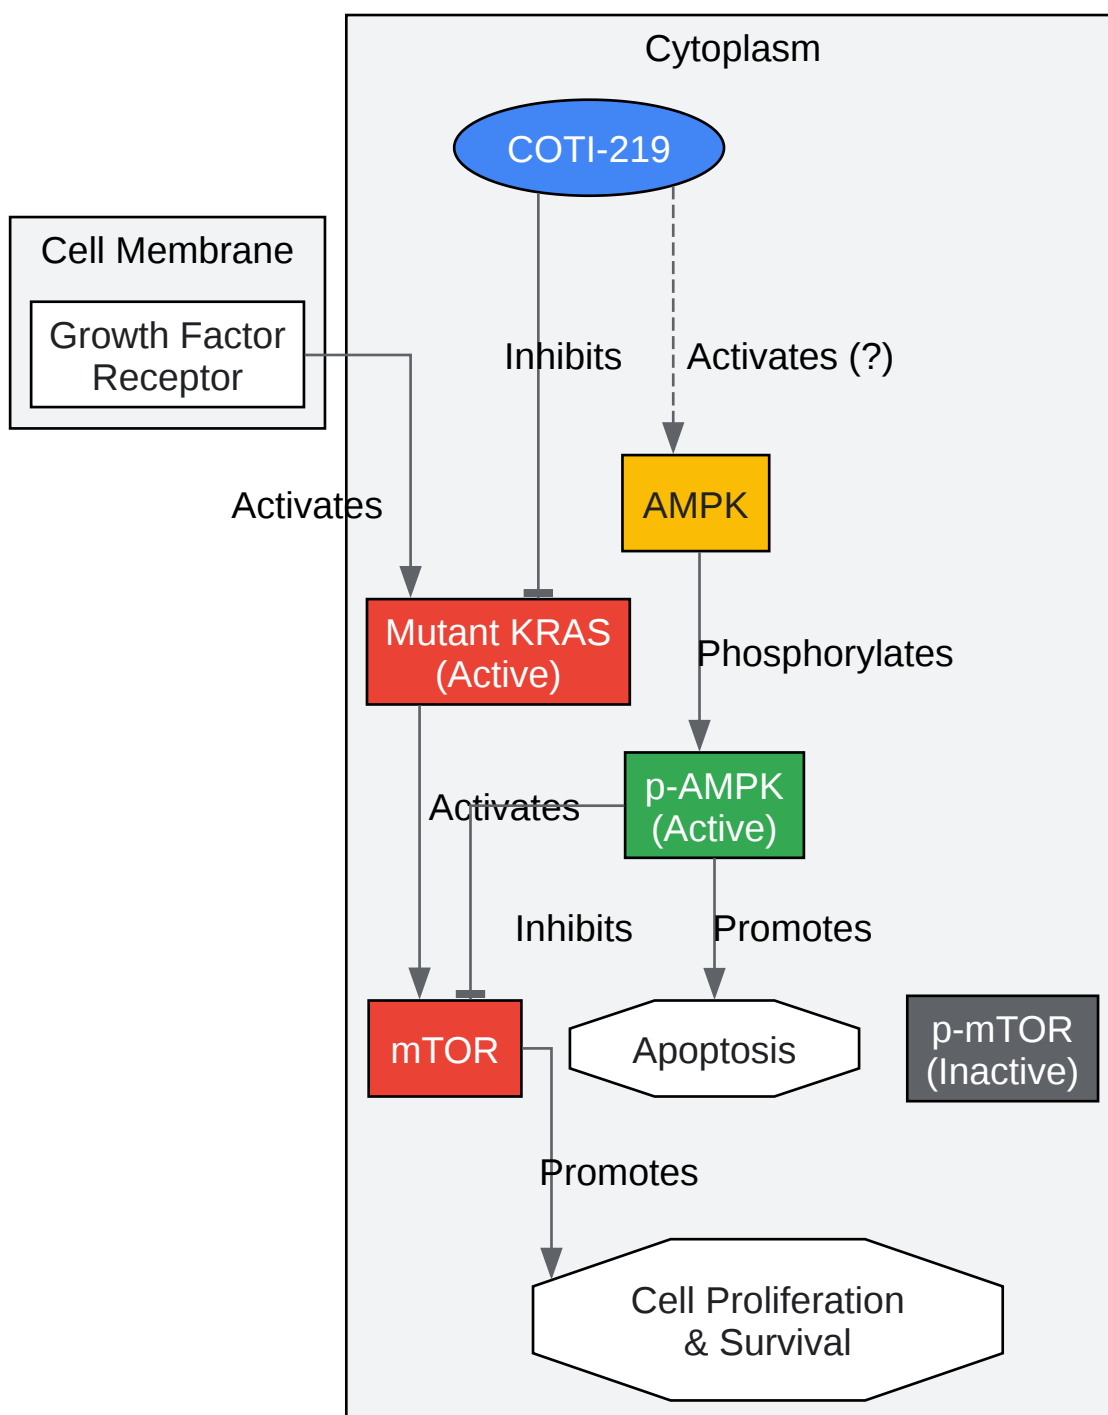 Cytoplasm
COTI-219
Cell Membrane
Growth Factor
Receptor
Inhibits
Activates (?)
Activates
AMPK
Mutant KRAS
(Active)
Phosphorylates
p-AMPK
(Active)
Activates
Inhibits
Promotes
mTOR
Apoptosis
p-mTOR
(Inactive)
Promotes
Cell Proliferation
& Survival